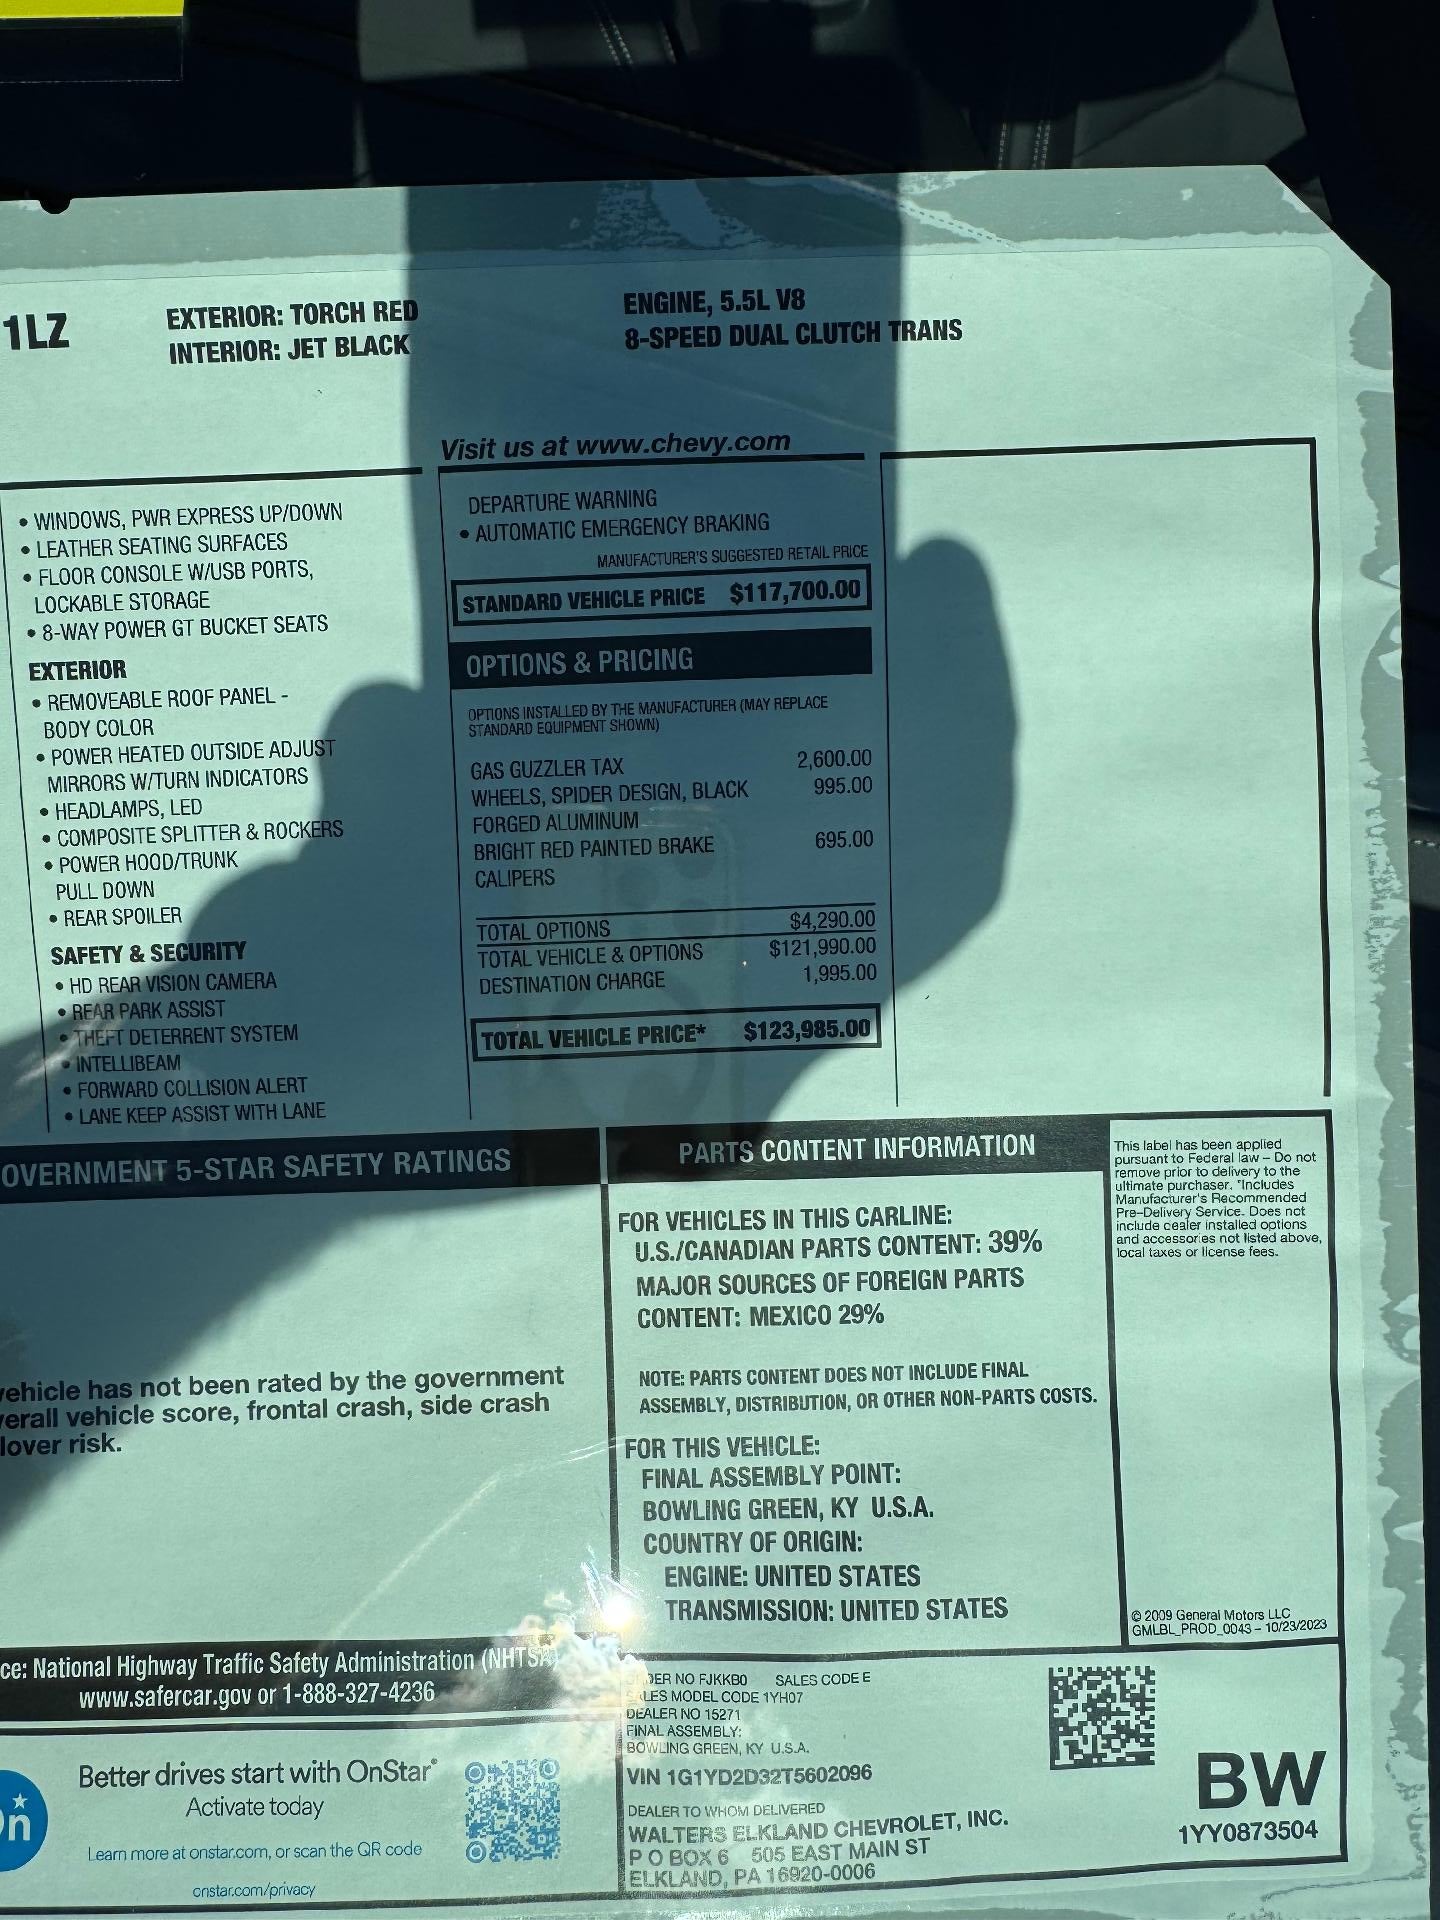 1LZ
EXTERIOR: TORCH RED
INTERIOR: JET BLACK
ENGINE, 5.5L V8
8-SPEED DUAL CLUTCH TRANS
Visit us at www.chevy.com
• WINDOWS, PWR EXPRESS UP/DOWN
• LEATHER SEATING SURFACES
• FLOOR CONSOLE W/USB PORTS,
LOCKABLE STORAGE
• 8-WAY POWER GT BUCKET SEATS
EXTERIOR
• REMOVEABLE ROOF PANEL -
BODY COLOR
• POWER HEATED OUTSIDE ADJUST
MIRRORS W/TURN INDICATORS
• HEADLAMPS, LED
• COMPOSITE SPLITTER & ROCKERS
• POWER HOOD/TRUNK
PULL DOWN
• REAR SPOILER
SAFETY & SECURITY
• HD REAR VISION CAMERA
• REAR PARK ASSIST
• THEFT DETERRENT SYSTEM
• INTELLIBEAM
• FORWARD COLLISION ALERT
• LANE KEEP ASSIST WITH LANE
DEPARTURE WARNING
• AUTOMATIC EMERGENCY BRAKING
MANUFACTURER'S SUGGESTED RETAIL PRICE
STANDARD VEHICLE PRICE $117,700.00
OPTIONS & PRICING
OPTIONS INSTALLED BY THE MANUFACTURER (MAY REPLACE
STANDARD EQUIPMENT SHOWN)
GAS GUZZLER TAX 2,600.00
WHEELS, SPIDER DESIGN, BLACK 995.00
FORGED ALUMINUM
BRIGHT RED PAINTED BRAKE 695.00
CALIPERS
TOTAL OPTIONS $4,290.00
TOTAL VEHICLE & OPTIONS $121,990.00
DESTINATION CHARGE 1,995.00
TOTAL VEHICLE PRICE* $123,985.00
OVERNMENT 5-STAR SAFETY RATINGS
vehicle has not been rated by the government
verall vehicle score, frontal crash, side crash
lover risk.
ce: National Highway Traffic Safety Administration (NHTSA)
www.safercar.gov or 1-888-327-4236
n
Better drives start with OnStar®
Activate today
Learn more at onstar.com, or scan the QR code
onstar.com/privacy
PARTS CONTENT INFORMATION
FOR VEHICLES IN THIS CARLINE:
U.S./CANADIAN PARTS CONTENT: 39%
MAJOR SOURCES OF FOREIGN PARTS
CONTENT: MEXICO 29%
NOTE: PARTS CONTENT DOES NOT INCLUDE FINAL
ASSEMBLY, DISTRIBUTION, OR OTHER NON-PARTS COSTS.
FOR THIS VEHICLE:
FINAL ASSEMBLY POINT:
BOWLING GREEN, KY U.S.A.
COUNTRY OF ORIGIN:
ENGINE: UNITED STATES
TRANSMISSION: UNITED STATES
This label has been applied
pursuant to Federal law – Do not
remove prior to delivery to the
ultimate purchaser. *Includes
Manufacturer's Recommended
Pre-Delivery Service. Does not
include dealer installed options
and accessories not listed above,
local taxes or license fees.
© 2009 General Motors LLC
GMLBL_PROD_0043 - 10/23/2023
ORDER NO FJKKB0 SALES CODE E
SALES MODEL CODE 1YH07
DEALER NO 15271
FINAL ASSEMBLY:
BOWLING GREEN, KY U.S.A.
VIN 1G1YD2D32T5602096
DEALER TO WHOM DELIVERED
WALTERS ELKLAND CHEVROLET, INC.
P O BOX 6 505 EAST MAIN ST
ELKLAND, PA 16920-0006
BW
1YY0873504